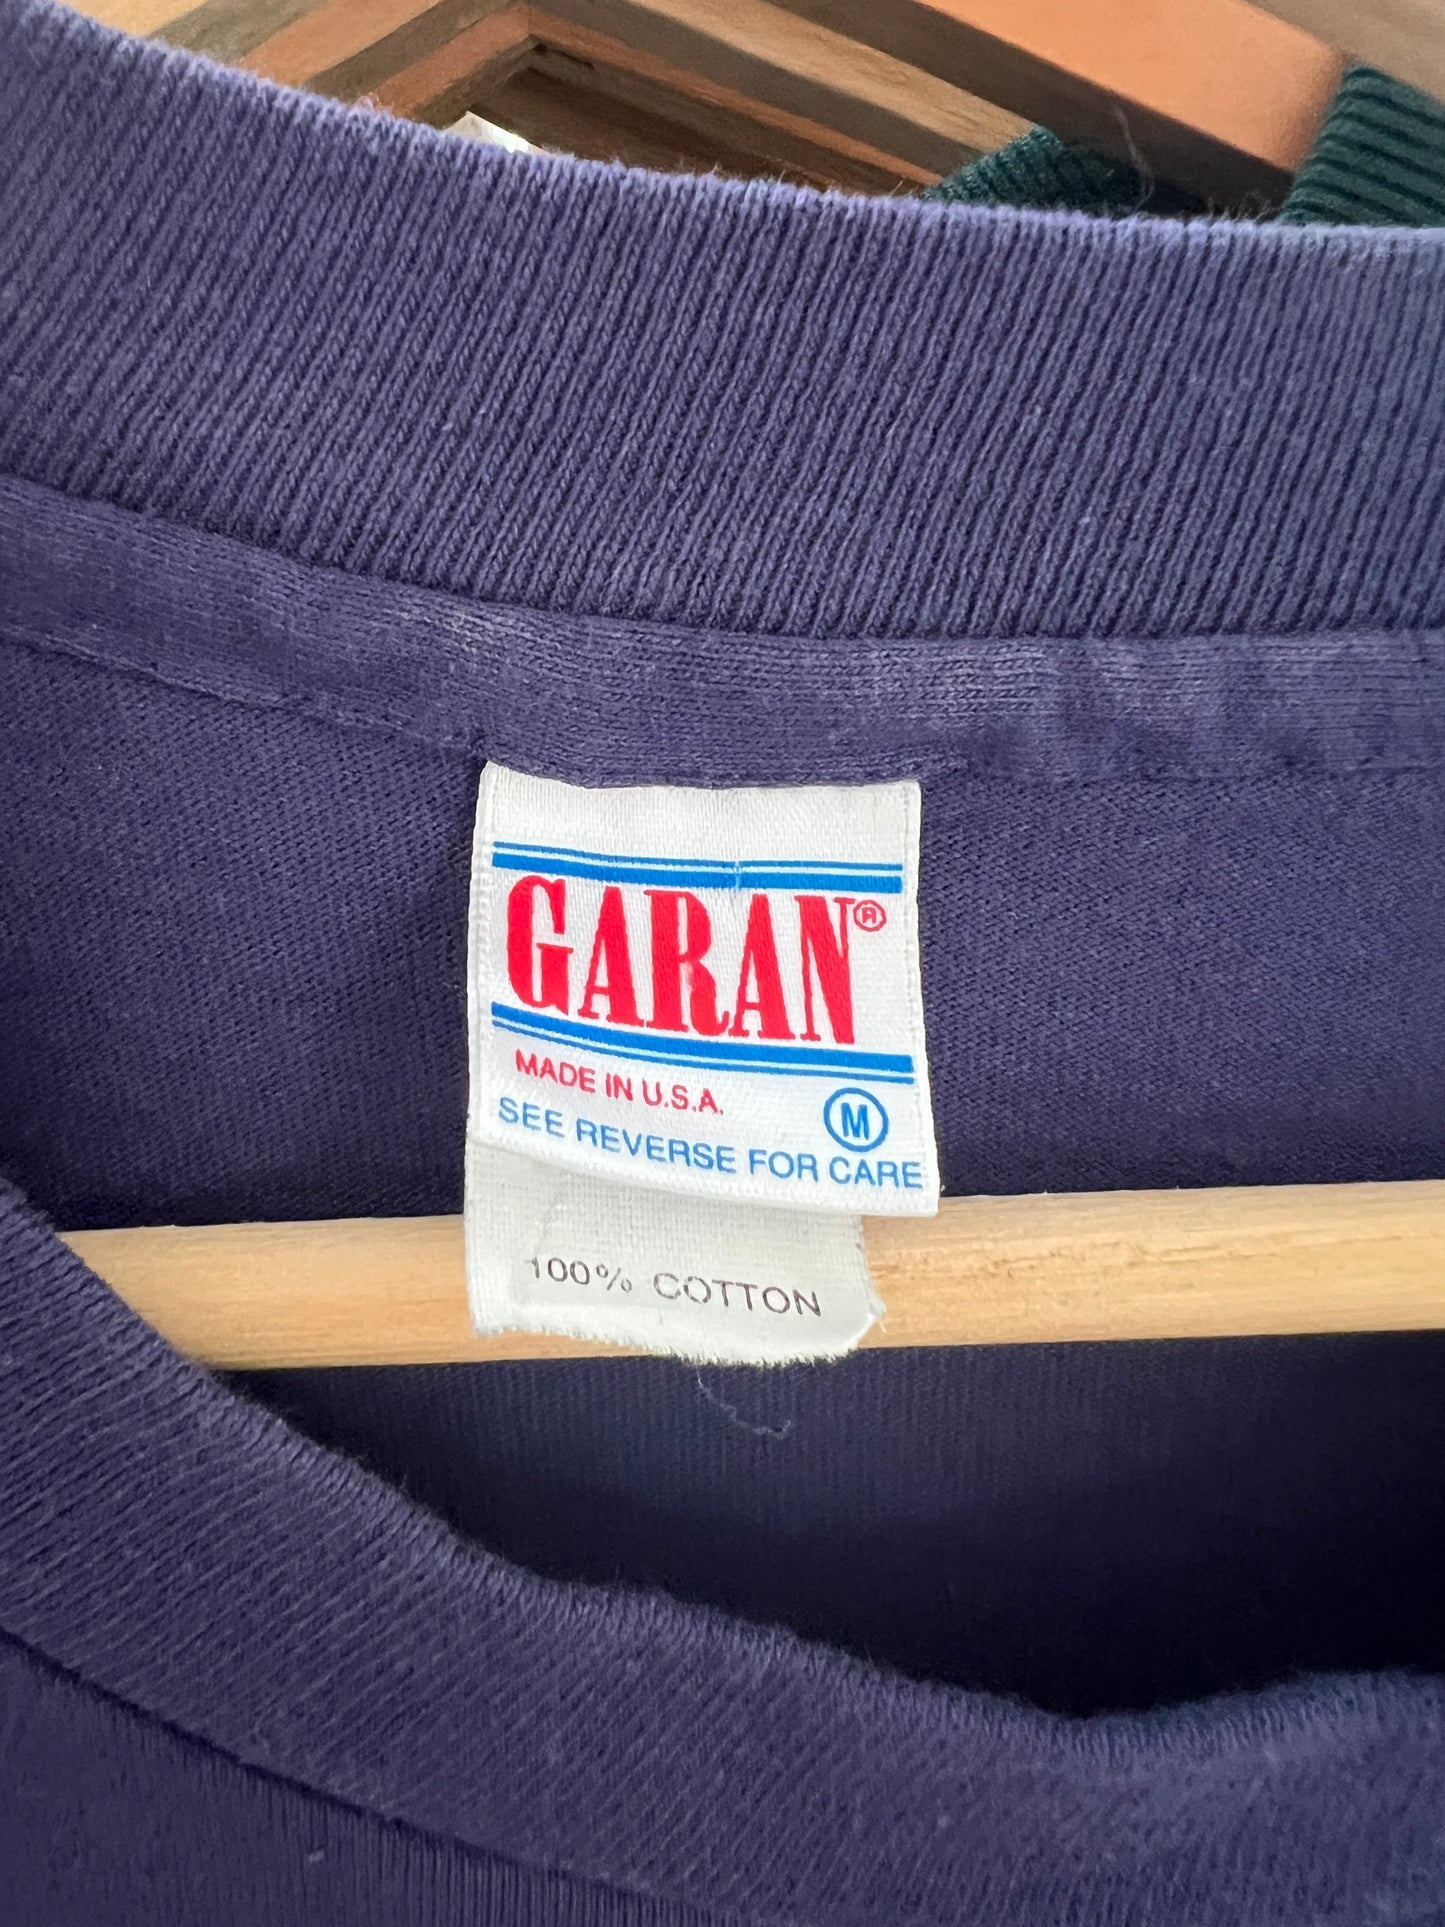 GARAN®
MADE IN U.S.A.
M
SEE REVERSE FOR CARE
100% COTTON